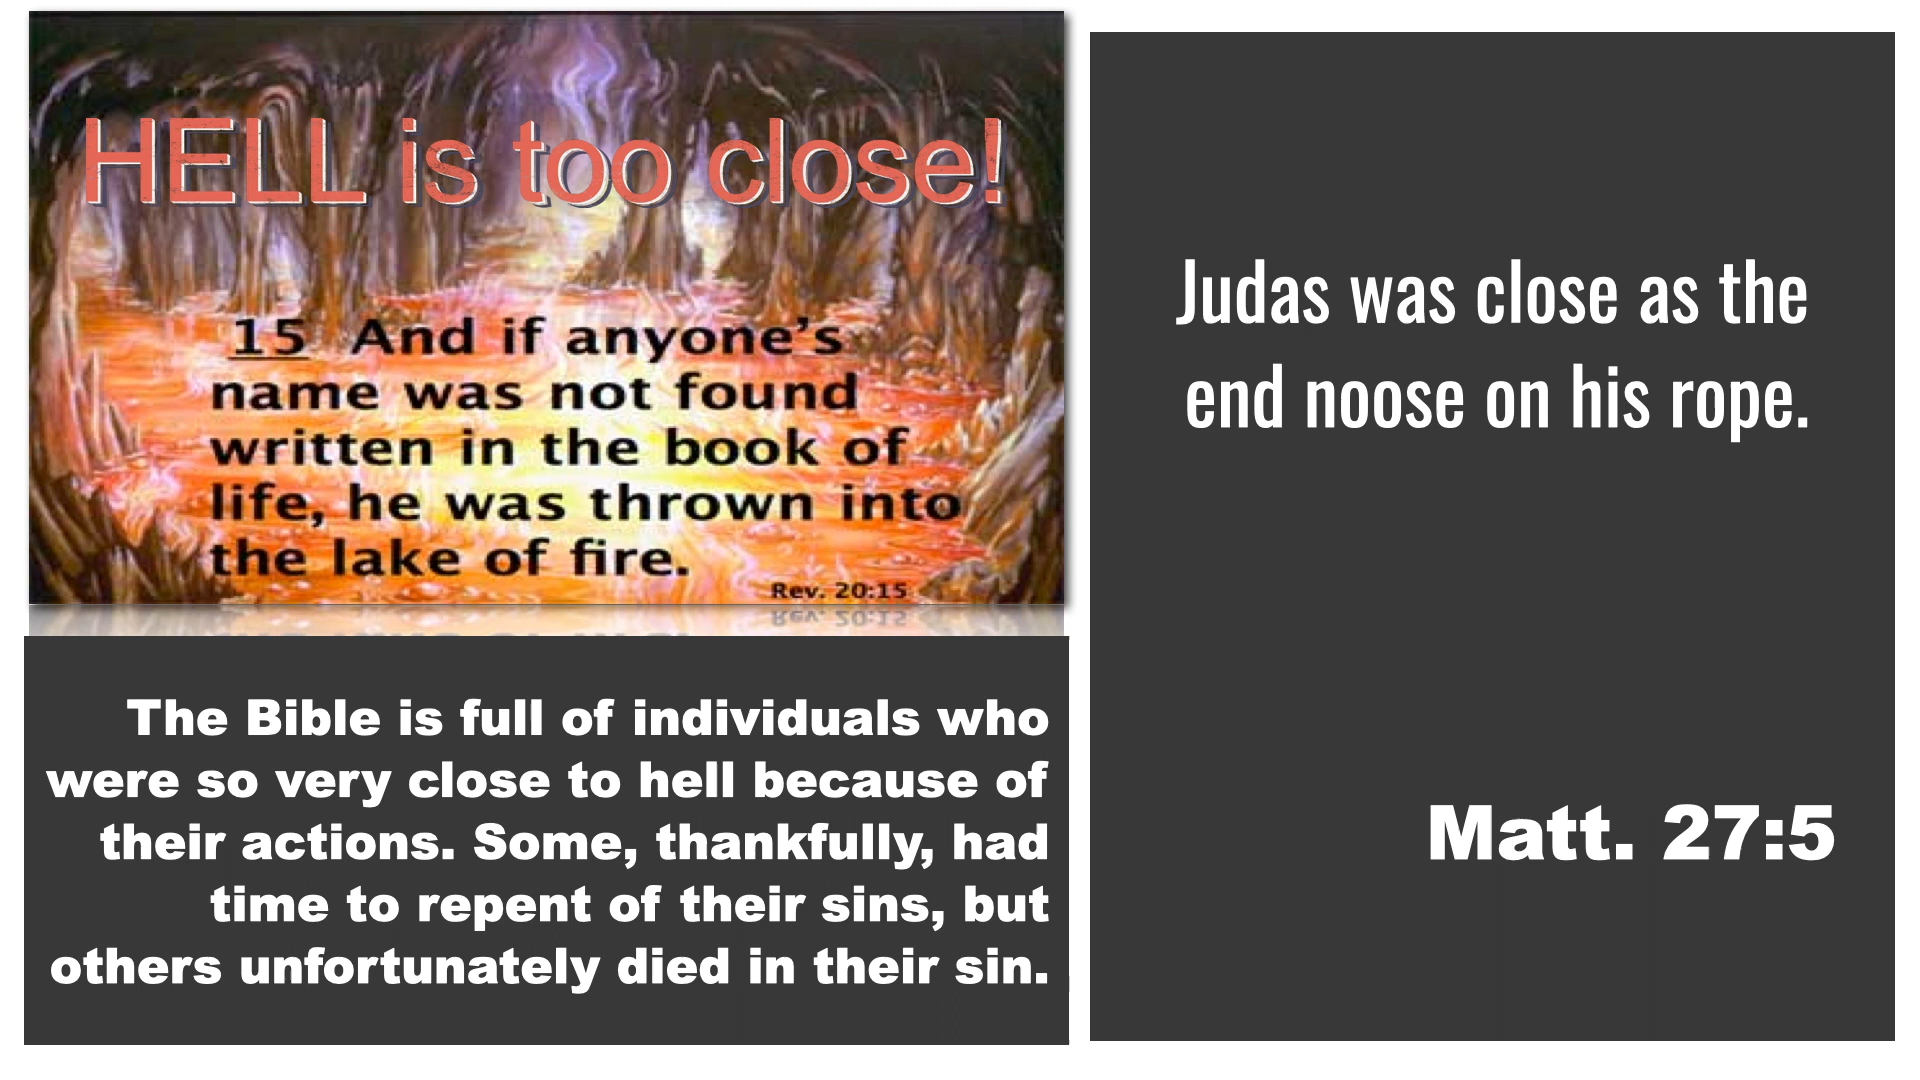 HELL is too close!
15 And if anyone’s
name was not found
written in the book of
life, he was thrown into
the lake of fire.
Rev. 20:15
The Bible is full of individuals who
were so very close to hell because of
their actions. Some, thankfully, had
time to repent of their sins, but
others unfortunately died in their sin.
Judas was close as the
end noose on his rope.
Matt. 27:5